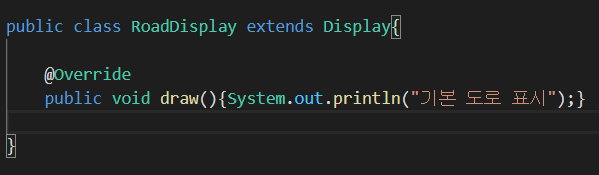 public class RoadDisplay extends Display{
@Override
public void draw(){System.out.println("기본 도로 표시");}
}